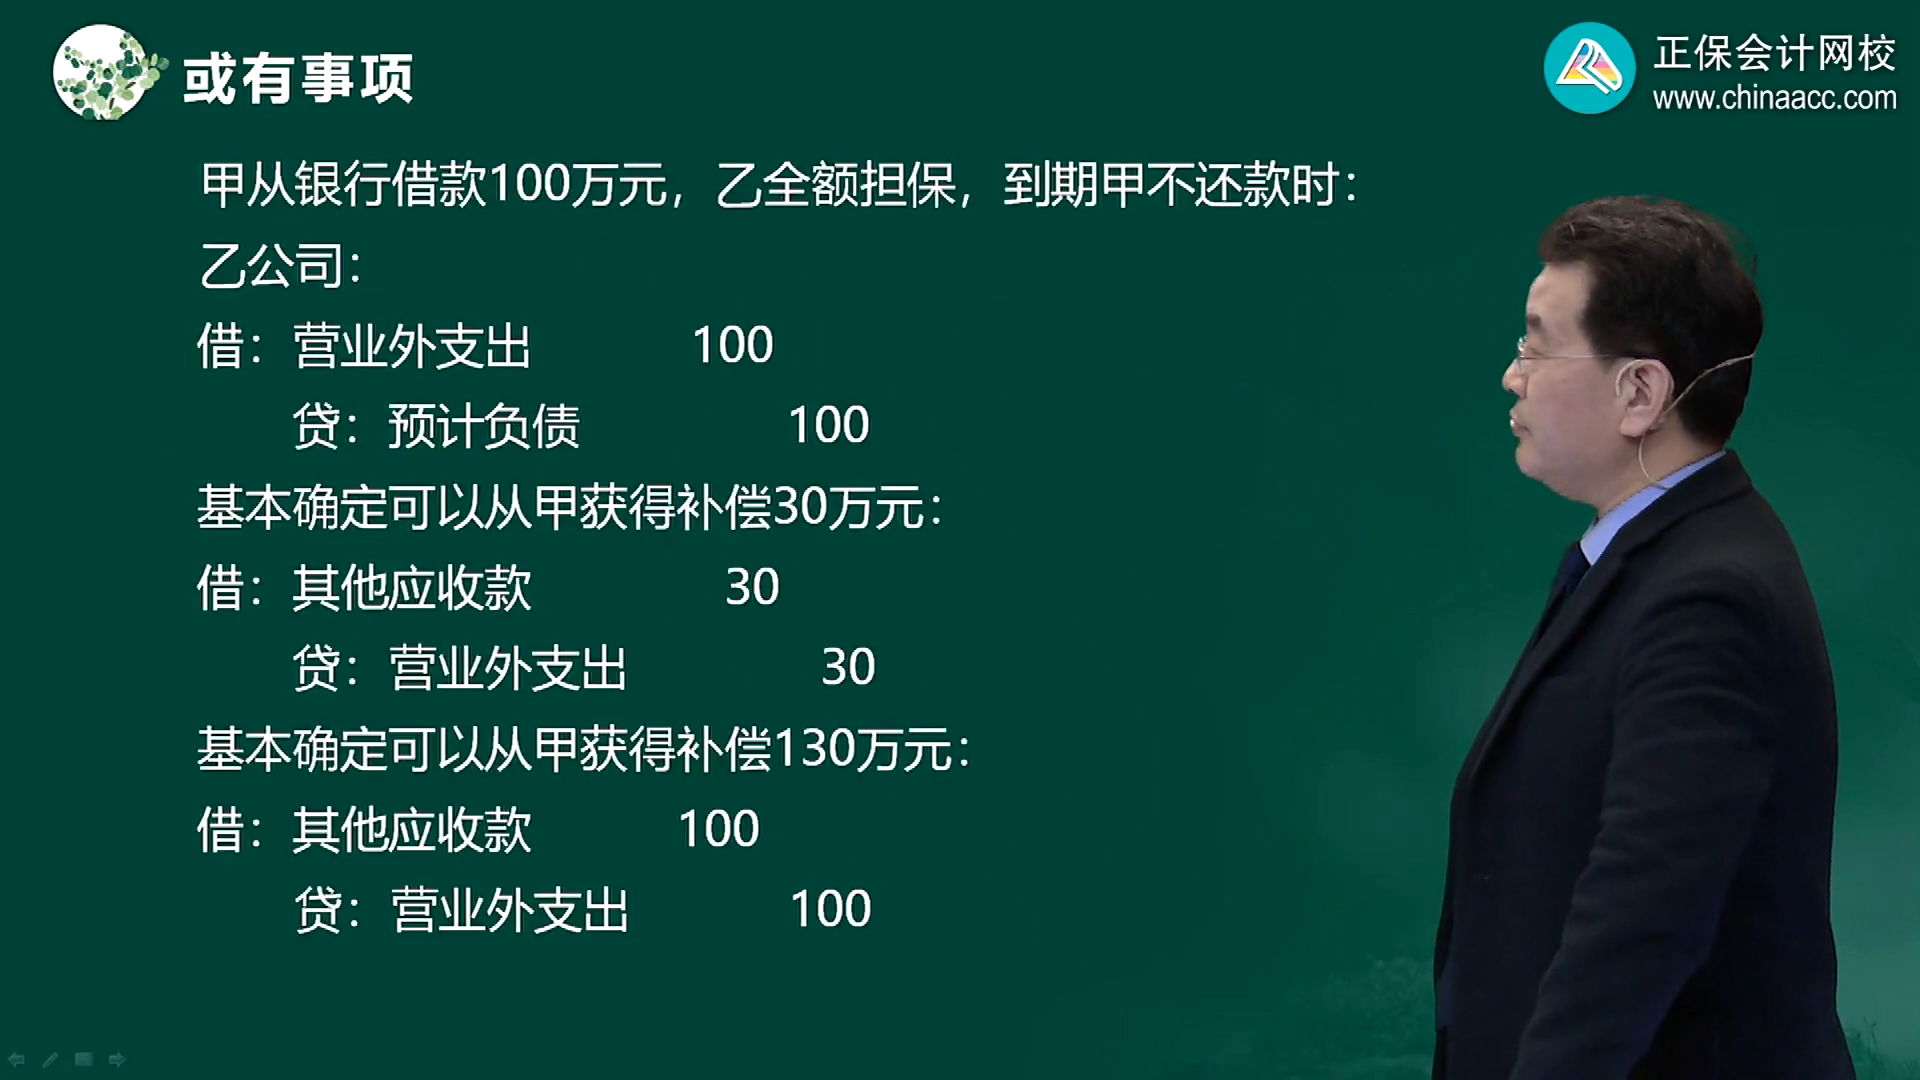 或有事项
正保会计网校
www.chinaacc.com
甲从银行借款100万元，乙全额担保，到期甲不还款时：
乙公司：
借：营业外支出 100
贷：预计负债 100
基本确定可以从甲获得补偿30万元：
借：其他应收款 30
贷：营业外支出 30
基本确定可以从甲获得补偿130万元：
借：其他应收款 100
贷：营业外支出 100